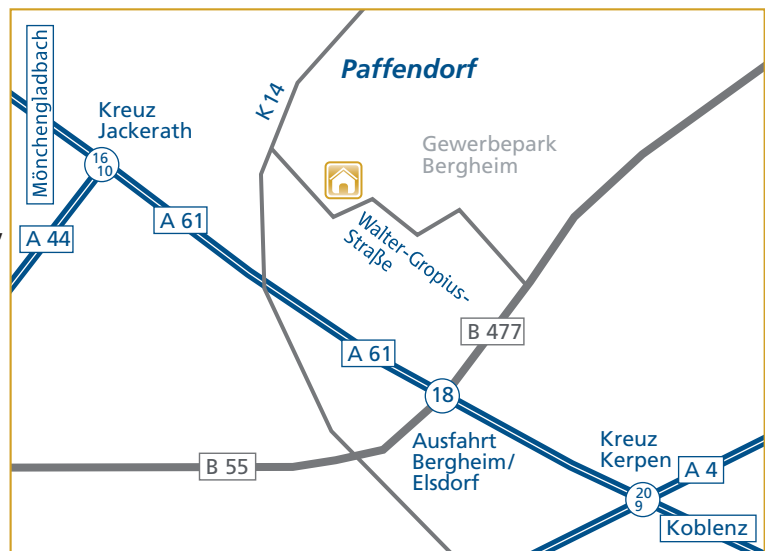 Paffendorf
K14
Mönchengladbach
Kreuz
Jackerath
16
10
Gewerbepark
Bergheim
A 44
A 61
Walter-Gropius-
Straße
B 477
A 61
18
Ausfahrt
Bergheim/
Elsdorf
B 55
Kreuz
Kerpen
A 4
20
9
Koblenz